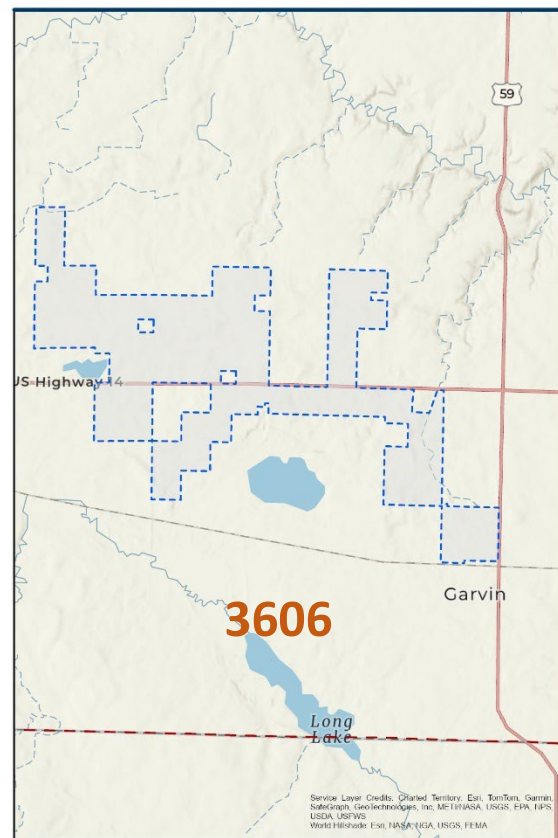 59
US Highway 14
Garvin
3606
Long
Lake
Service Layer Credits: Charted Territory: Esri, TomTom, Garmin,
SafeGraph, GeoTechnologies, Inc, METI/NASA, USGS, EPA, NPS,
USDA, USFWS
World Hillshade: Esri, NASA, NGA, USGS, FEMA